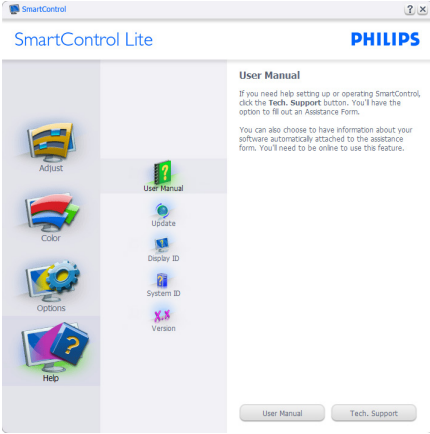 SmartControl
? x
SmartControl Lite
PHILIPS
Adjust
Color
Options
Help
User Manual
Update
Display ID
System ID
X.X
Version
User Manual
If you need help setting up or operating SmartControl,
click the Tech. Support button. You'll have the
option to fill out an Assistance Form.
You can also choose to have information about your
software automatically attached to the assistance
form. You'll need to be online to use this feature.
User Manual
Tech. Support